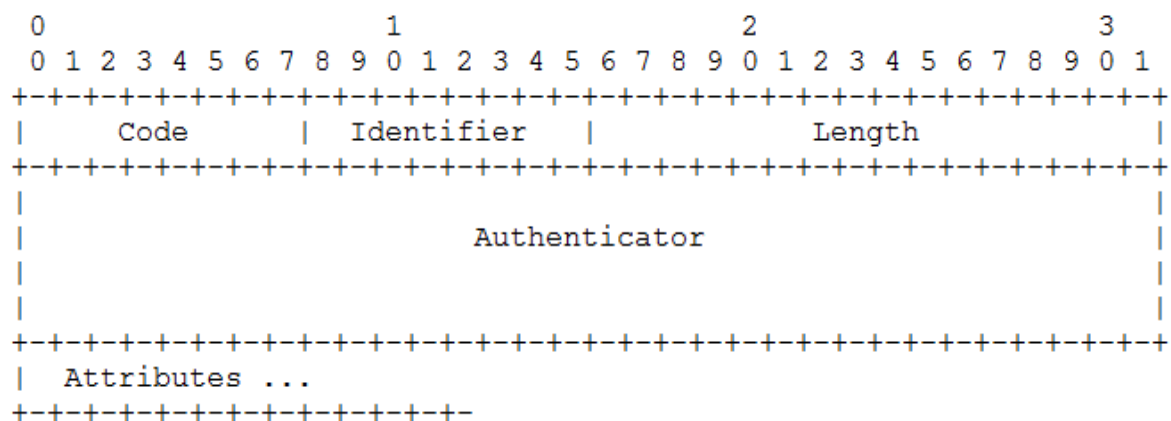 0                   1                   2                   3
 0 1 2 3 4 5 6 7 8 9 0 1 2 3 4 5 6 7 8 9 0 1 2 3 4 5 6 7 8 9 0 1
+-+-+-+-+-+-+-+-+-+-+-+-+-+-+-+-+-+-+-+-+-+-+-+-+-+-+-+-+-+-+-+-+
|     Code      |  Identifier   |            Length             |
+-+-+-+-+-+-+-+-+-+-+-+-+-+-+-+-+-+-+-+-+-+-+-+-+-+-+-+-+-+-+-+-+
|                                                               |
|                         Authenticator                         |
|                                                               |
|                                                               |
+-+-+-+-+-+-+-+-+-+-+-+-+-+-+-+-+-+-+-+-+-+-+-+-+-+-+-+-+-+-+-+-+
|  Attributes ...
+-+-+-+-+-+-+-+-+-+-+-+-+-